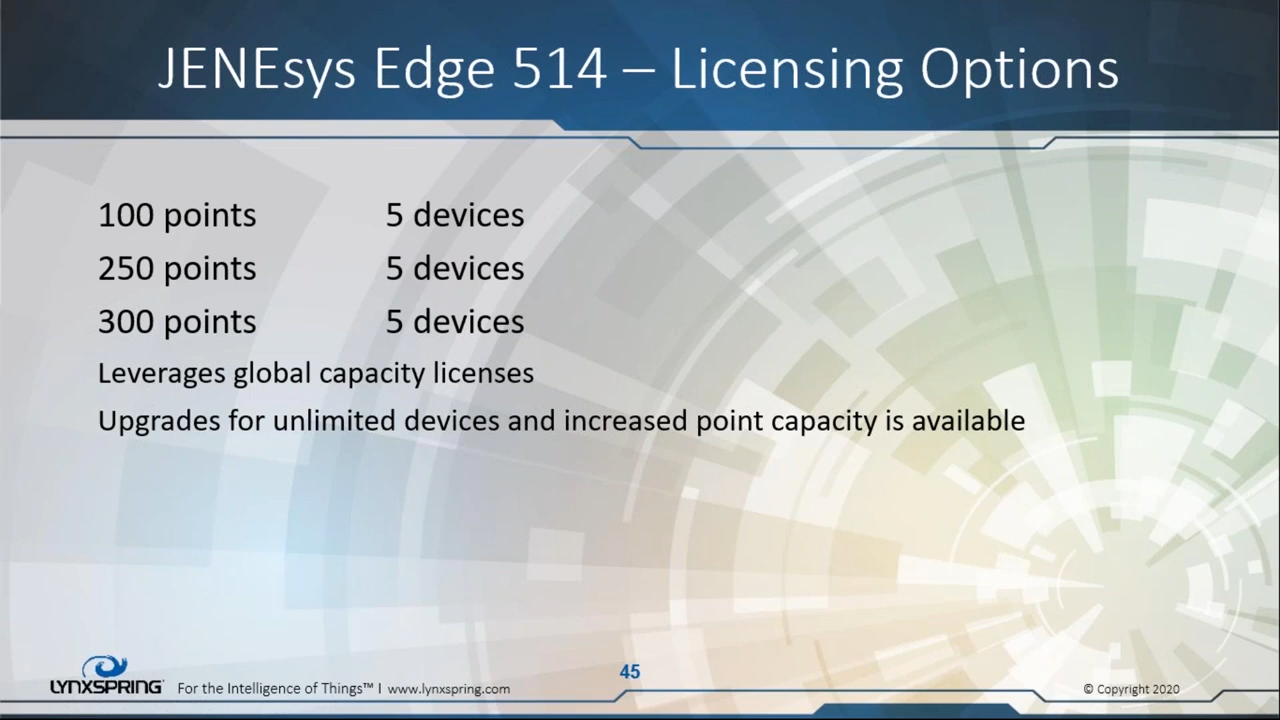 JENEsys Edge 514 – Licensing Options
100 points 5 devices
250 points 5 devices
300 points 5 devices
Leverages global capacity licenses
Upgrades for unlimited devices and increased point capacity is available
45
LYNXSPRING For the Intelligence of Things™ | www.lynxspring.com
© Copyright 2020